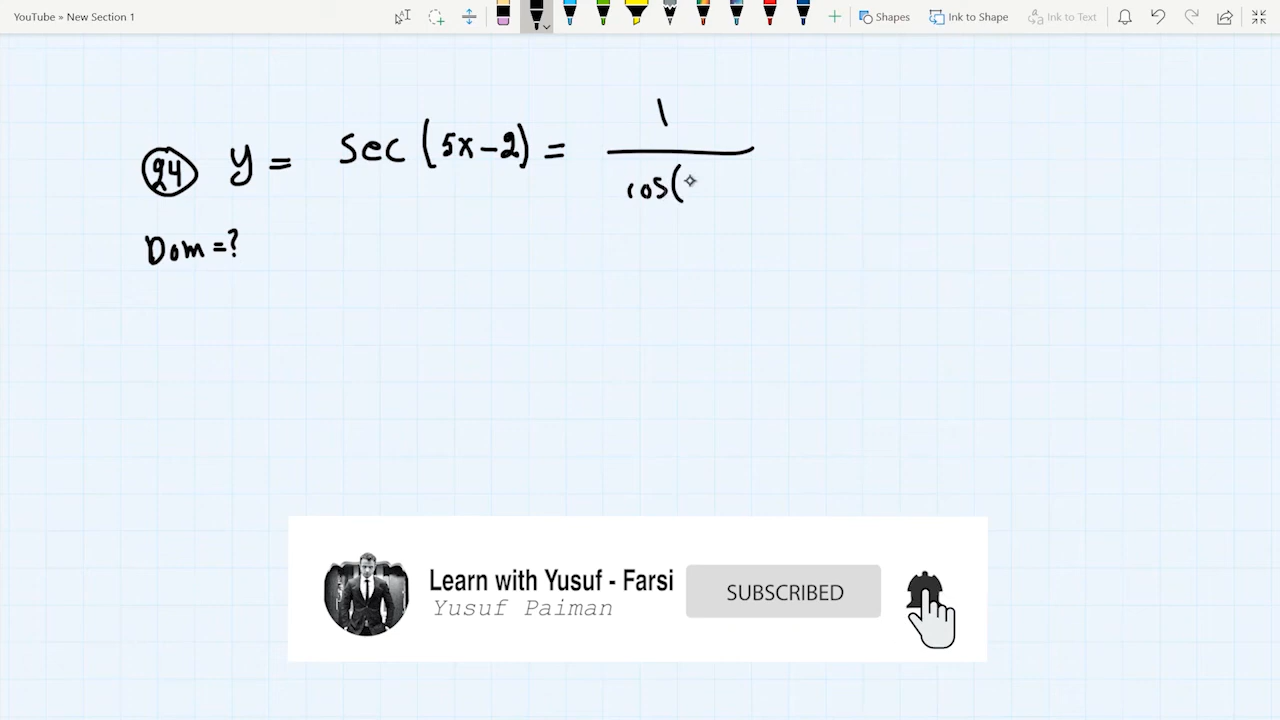 Youtube » New Section 1
Shapes
Ink to Shape
Ink to Text
24 y = sec (5x-2) = 1 / cos(
Dom =?
Learn with Yusuf - Farsi
Yusuf Paiman
SUBSCRIBED